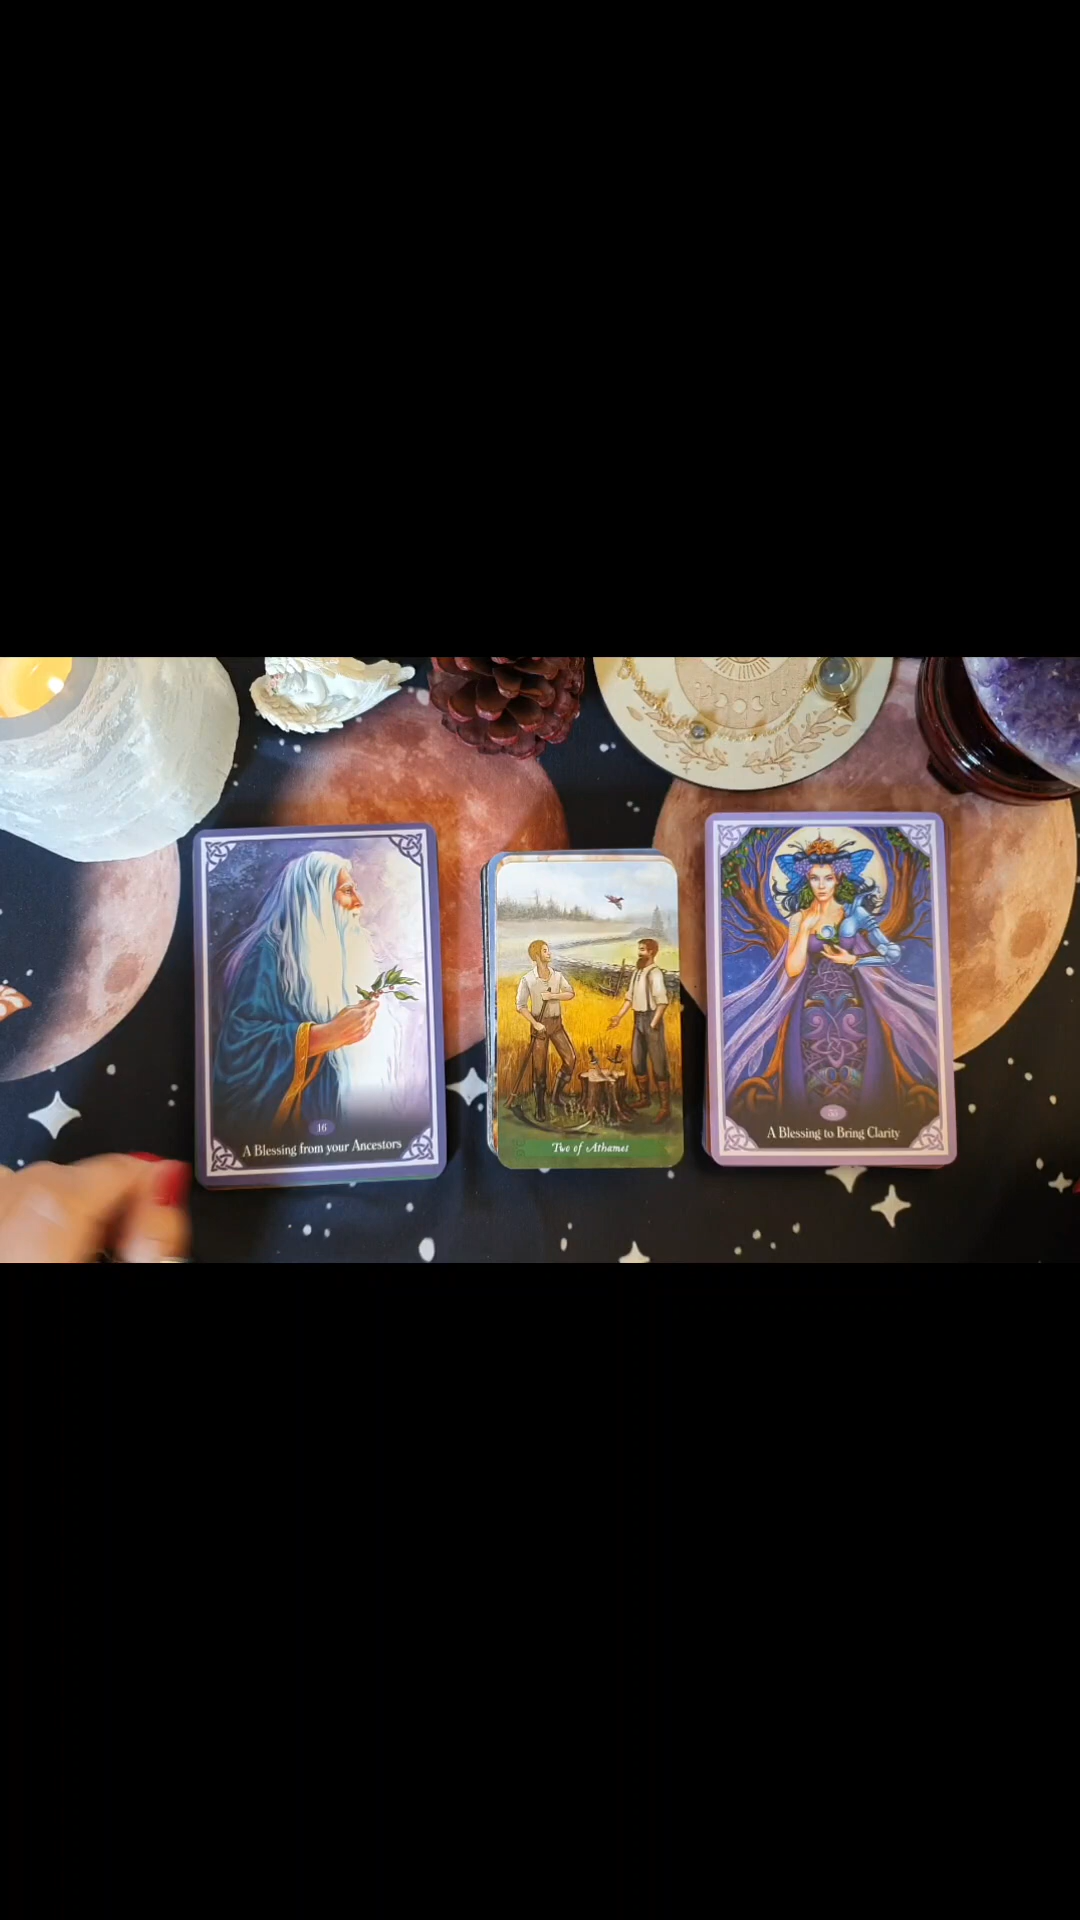 16
A Blessing from your Ancestors
Two of Athames
A Blessing to Bring Clarity